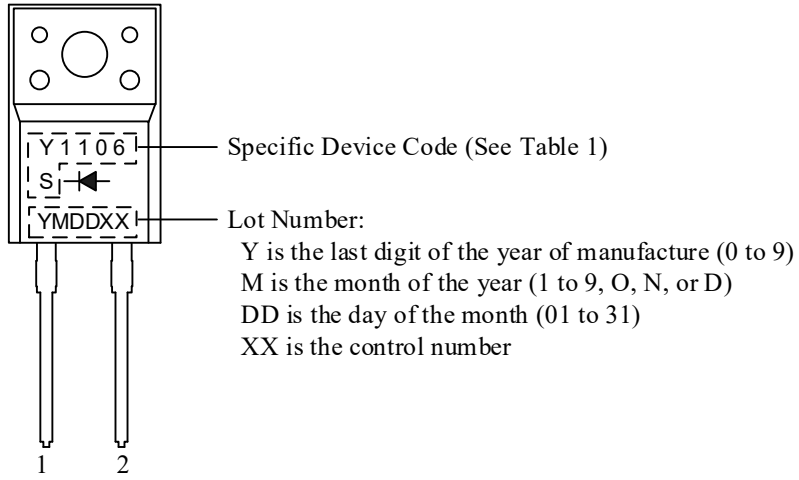 Y1106
S
Specific Device Code (See Table 1)
YMDDXX
Lot Number:
Y is the last digit of the year of manufacture (0 to 9)
M is the month of the year (1 to 9, O, N, or D)
DD is the day of the month (01 to 31)
XX is the control number
1 2